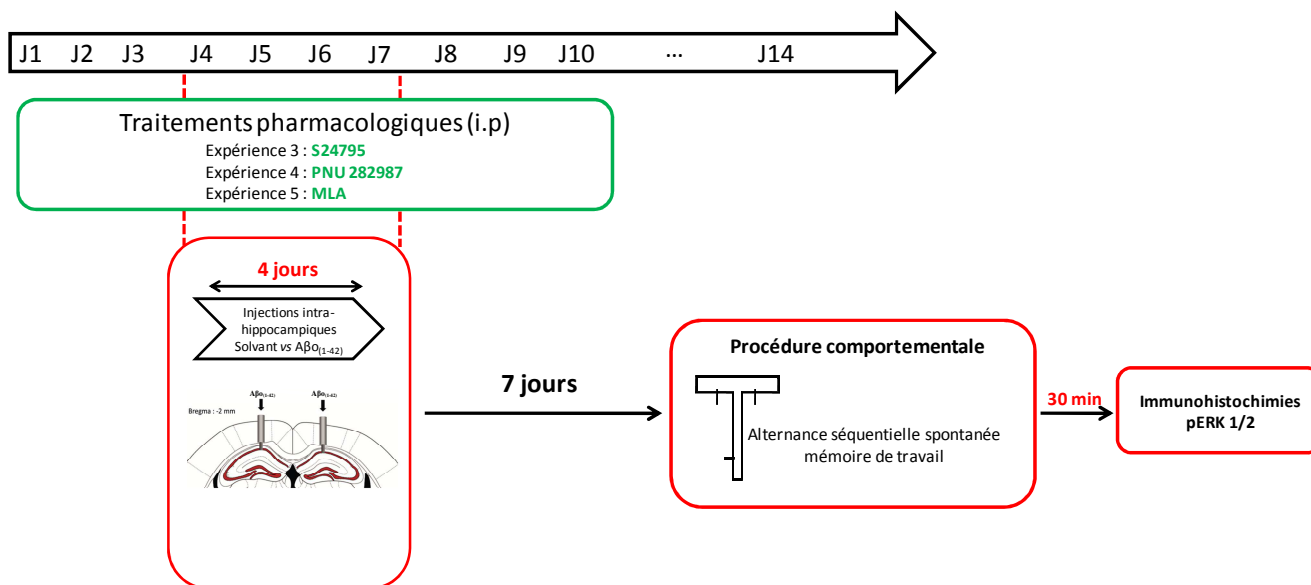 J1 J2 J3 J4 J5 J6 J7 J8 J9 J10 ... J14
Traitements pharmacologiques (i.p)
Expérience 3 : S24795
Expérience 4 : PNU 282987
Expérience 5 : MLA
4 jours
Injections intra-
hippocampiques
Solvant vs Aβo(1-42)
Aβo(1-42) Aβo(1-42)
Bregma : -2 mm
7 jours
Procédure comportementale
Alternance séquentielle spontanée
mémoire de travail
30 min
Immunohistochimies
pERK 1/2